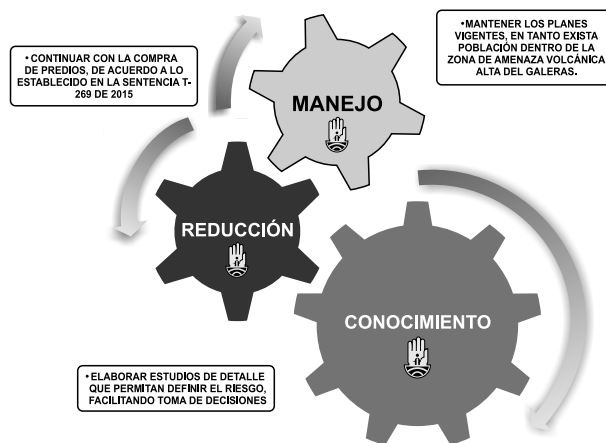 • CONTINUAR CON LA COMPRA
DE PREDIOS, DE ACUERDO A LO
ESTABLECIDO EN LA SENTENCIA T-
269 DE 2015
• MANTENER LOS PLANES
VIGENTES, EN TANTO EXISTA
POBLACIÓN DENTRO DE LA
ZONA DE AMENAZA VOLCÁNICA
ALTA DEL GALERAS.
MANEJO
REDUCCIÓN
CONOCIMIENTO
• ELABORAR ESTUDIOS DE DETALLE
QUE PERMITAN DEFINIR EL RIESGO,
FACILITANDO TOMA DE DECISIONES